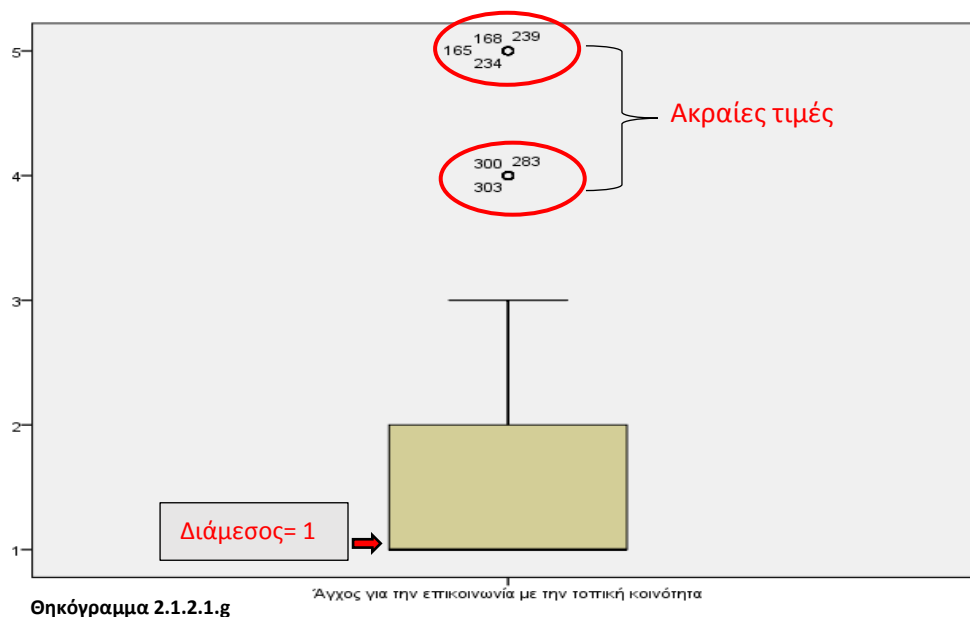 5
168 239
165
234
Ακραίες τιμές
4
300 283
303
3
2
Διάμεσος= 1
1
Άγχος για την επικοινωνία με την τοπική κοινότητα
Θηκόγραμμα 2.1.2.1.g